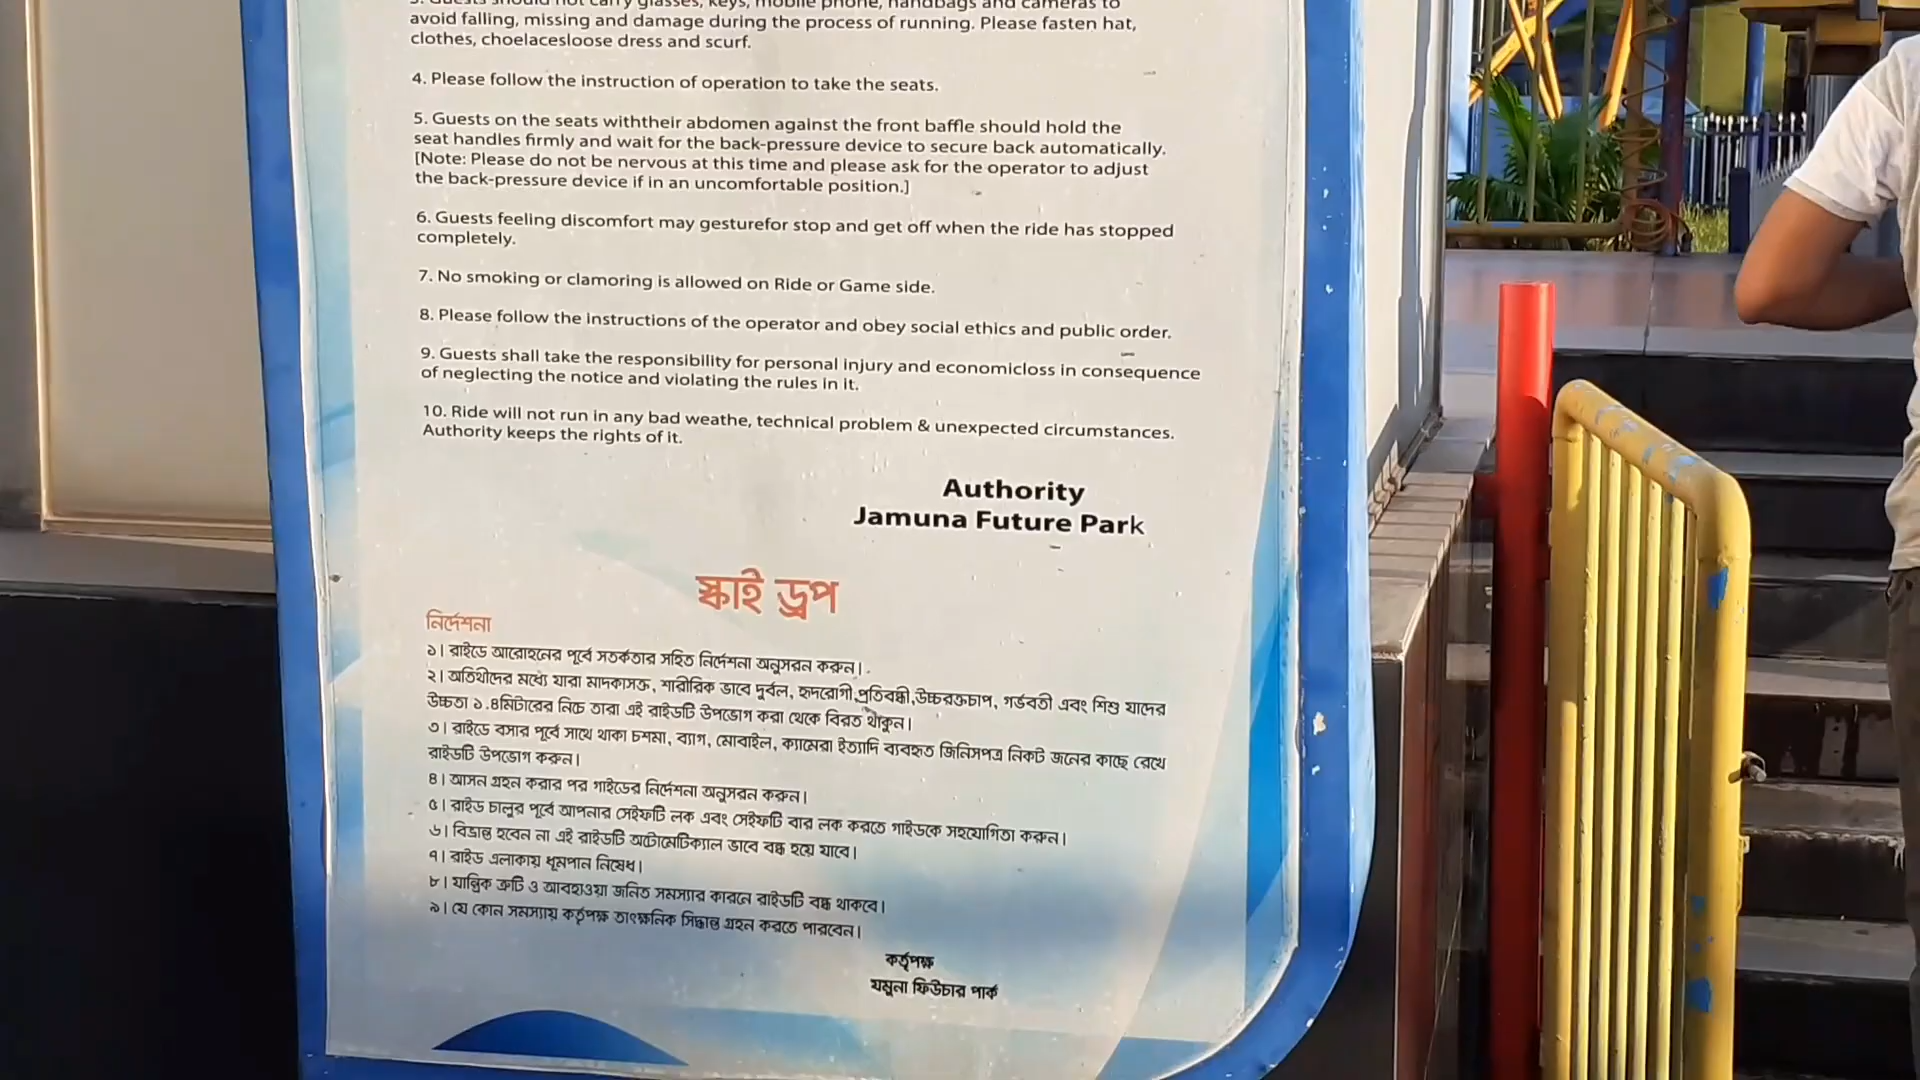 3. Guests should not carry glasses, keys, mobile phone, handbags and cameras to
avoid falling, missing and damage during the process of running. Please fasten hat,
clothes, choelacesloose dress and scurf.
4. Please follow the instruction of operation to take the seats.
5. Guests on the seats withtheir abdomen against the front baffle should hold the
seat handles firmly and wait for the back-pressure device to secure back automatically.
[Note: Please do not be nervous at this time and please ask for the operator to adjust
the back-pressure device if in an uncomfortable position.]
6. Guests feeling discomfort may gesturefor stop and get off when the ride has stopped
completely.
7. No smoking or clamoring is allowed on Ride or Game side.
8. Please follow the instructions of the operator and obey social ethics and public order.
9. Guests shall take the responsibility for personal injury and economicloss in consequence
of neglecting the notice and violating the rules in it.
10. Ride will not run in any bad weathe, technical problem & unexpected circumstances.
Authority keeps the rights of it.
Authority
Jamuna Future Park
স্কাই ড্রপ
নির্দেশনা
১। রাইডে আরোহনের পূর্বে সতর্কতার সহিত নির্দেশনা অনুসরন করুন।
২। অতিথীদের মধ্যে যারা মাদকাসক্ত, শারীরিক ভাবে দুর্বল, হৃদরোগী,প্রতিবন্ধী,উচ্চরক্তচাপ, গর্ভবতী এবং শিশু যাদের
উচ্চতা ১.৪মিটারের নিচে তারা এই রাইডটি উপভোগ করা থেকে বিরত থাকুন।
৩। রাইডে বসার পূর্বে সাথে থাকা চশমা, ব্যাগ, মোবাইল, ক্যামেরা ইত্যাদি ব্যবহৃত জিনিসপত্র নিকট জনের কাছে রেখে
রাইডটি উপভোগ করুন।
৪। আসন গ্রহন করার পর গাইডের নির্দেশনা অনুসরন করুন।
৫। রাইড চালুর পূর্বে আপনার সেইফটি লক এবং সেইফটি বার লক করতে গাইডকে সহযোগিতা করুন।
৬। বিভ্রান্ত হবেন না এই রাইডটি অটোমেটিক্যাল ভাবে বন্ধ হয়ে যাবে।
৭। রাইড এলাকায় ধূমপান নিষেধ।
৮। যান্ত্রিক ত্রুটি ও আবহাওয়া জনিত সমস্যার কারনে রাইডটি বন্ধ থাকবে।
৯। যে কোন সমস্যায় কর্তৃপক্ষ তাৎক্ষনিক সিদ্ধান্ত গ্রহন করতে পারবেন।
কর্তৃপক্ষ
যমুনা ফিউচার পার্ক